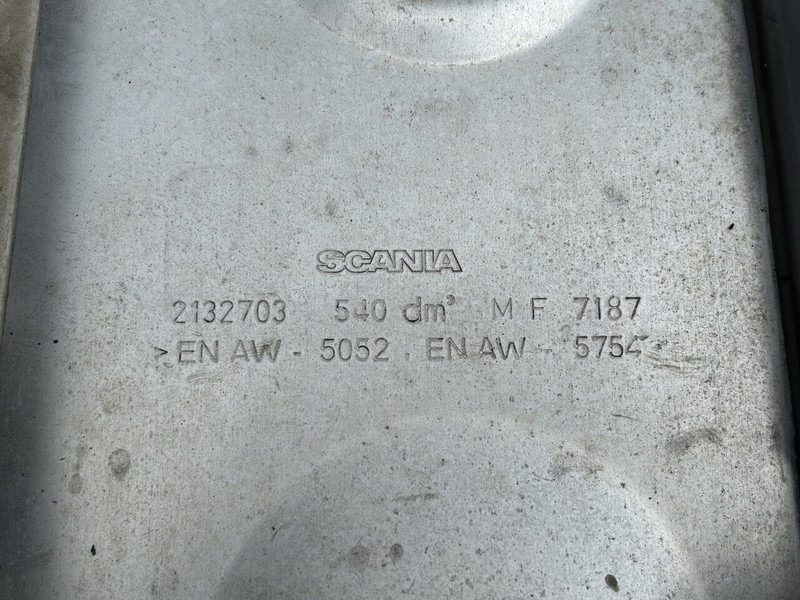 SCANIA
2132703 540 dm³ M F 7187
>EN AW - 5052 . EN AW - 5754